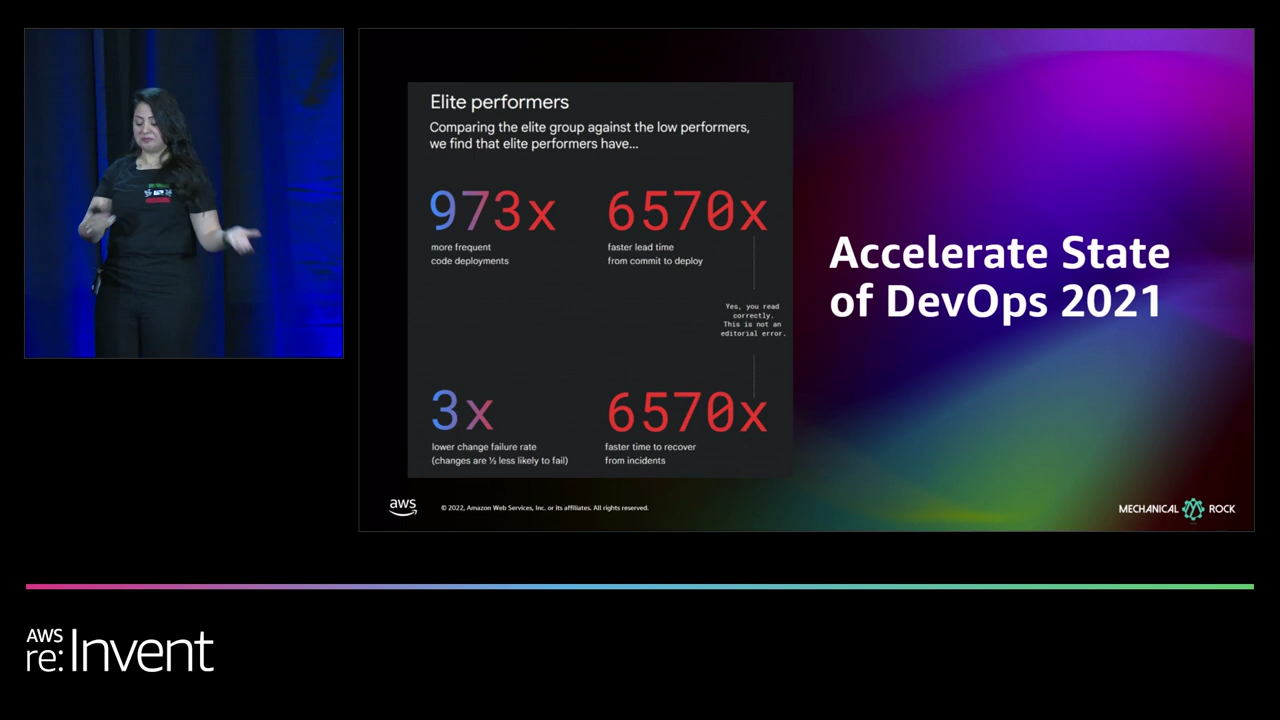 Elite performers
Comparing the elite group against the low performers,
we find that elite performers have...
973x
more frequent
code deployments
6570x
faster lead time
from commit to deploy
Yes, you read
correctly.
This is not an
editorial error.
3x
lower change failure rate
(changes are ⅓ less likely to fail)
6570x
faster time to recover
from incidents
Accelerate State
of DevOps 2021
aws
© 2022, Amazon Web Services, Inc. or its affiliates. All rights reserved.
MECHANICAL ROCK
AWS
re:Invent